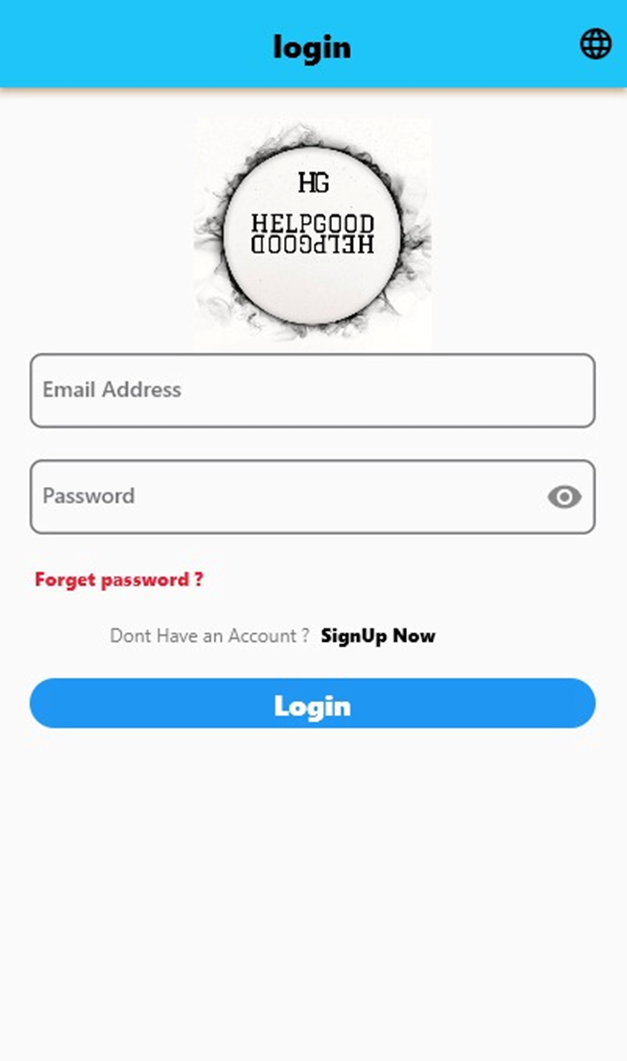 login
HG
HELPGOOD
HELPGOOD
Email Address
Password
Forget password ?
Dont Have an Account ? SignUp Now
Login